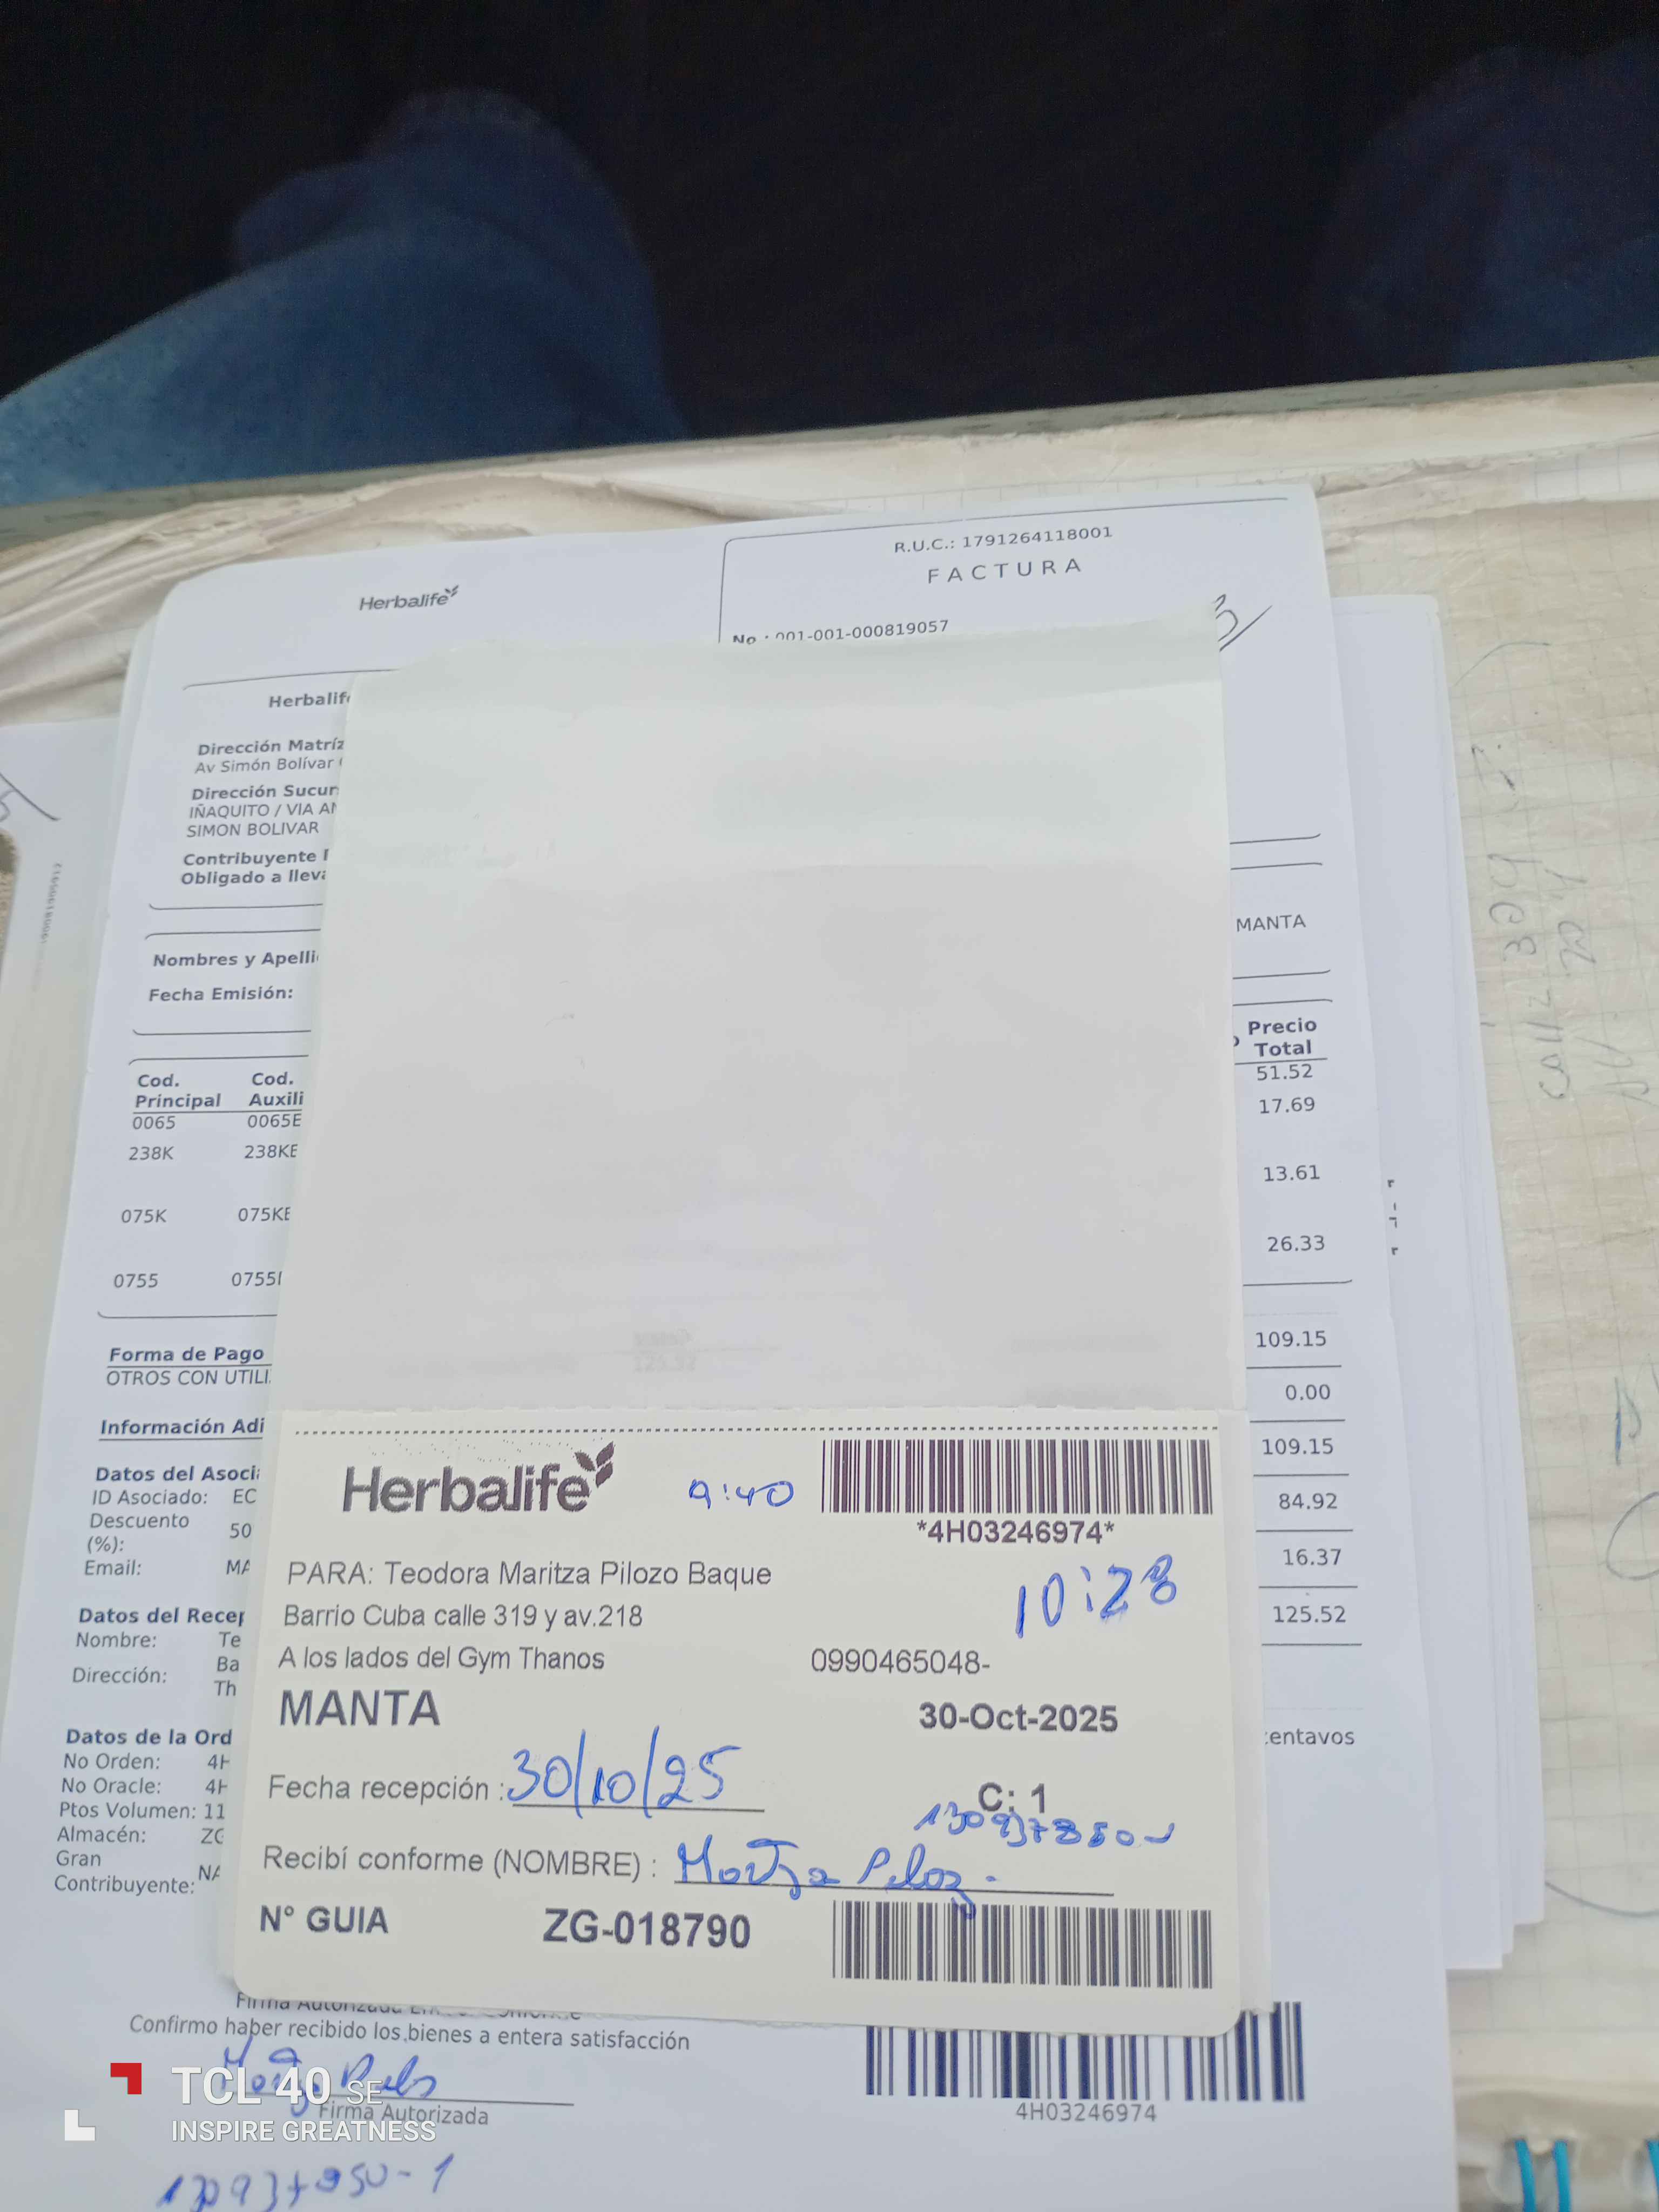 R.U.C.: 1791264118001
FACTURA
Herbalife
No.: 001-001-000819057
Herbalife
Dirección Matríz
Av Simón Bolívar
Dirección Sucur
IÑAQUITO / VIA AN
SIMON BOLIVAR
Contribuyente
Obligado a lleva
MANTA
Nombres y Apelli
Fecha Emisión:
Cod. Principal Cod. Auxili Precio Total
0065 0065E 51.52
238K 238KE 17.69
075K 075KE 13.61
0755 0755 26.33
Forma de Pago 109.15
OTROS CON UTILI 0.00
Información Adi 109.15
Datos del Asoci 84.92
ID Asociado: EC
Descuento (%): 50
Email: MA 16.37
Datos del Recep 125.52
Nombre: Te
Dirección: Ba
Th
Datos de la Ord entavos
No Orden: 4H
No Oracle: 4H
Ptos Volumen: 11
Almacén: ZG
Gran Contribuyente: NA
Herbalife 9:40
*4H03246974*
PARA: Teodora Maritza Pilozo Baque 10:28
Barrio Cuba calle 319 y av.218
A los lados del Gym Thanos 0990465048-
MANTA 30-Oct-2025
Fecha recepción : 30/10/25 C: 1
Recibí conforme (NOMBRE) :
N° GUIA ZG-018790
Confirmo haber recibido los bienes a entera satisfacción
Firma Autorizada
4H03246974
TCL 40 SE
INSPIRE GREATNESS